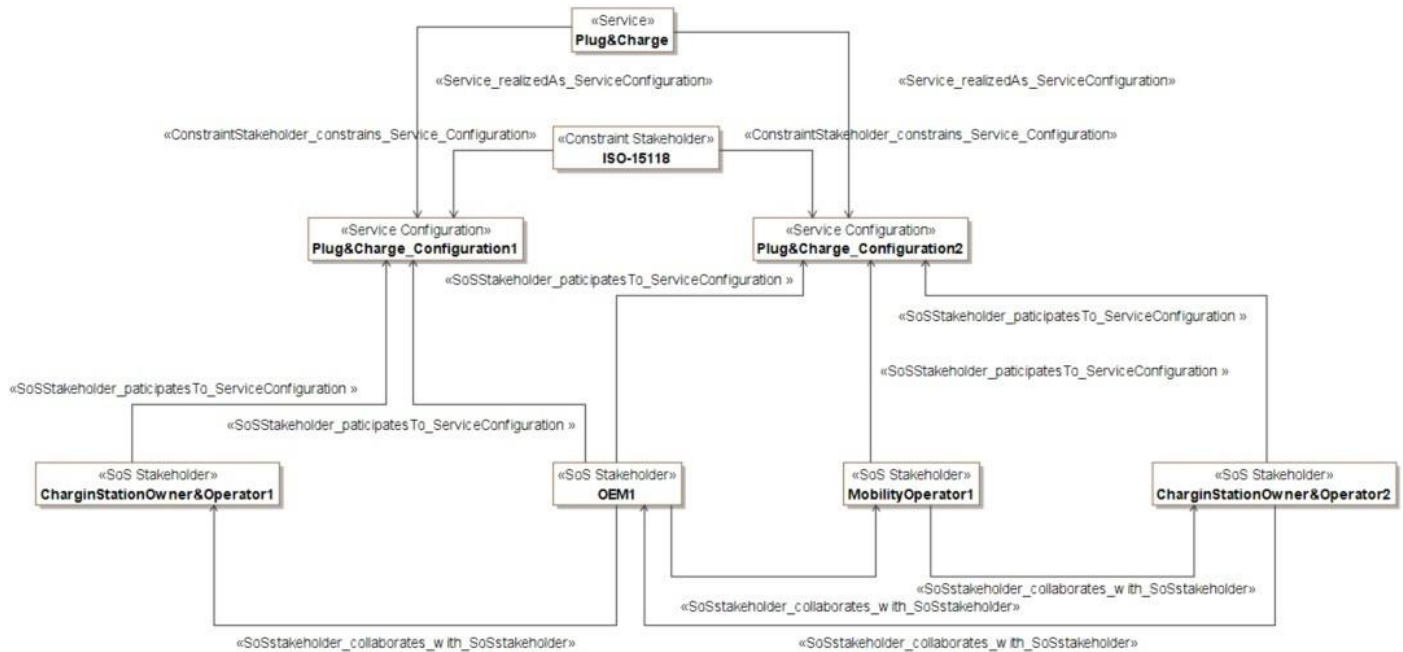 «Service»
Plug&Charge
«Service_realizedAs_ServiceConfiguration»
«Service_realizedAs_ServiceConfiguration»
«ConstraintStakeholder_constrains_Service_Configuration»
«Constraint Stakeholder»
ISO-15118
«ConstraintStakeholder_constrains_Service_Configuration»
«Service Configuration»
Plug&Charge_Configuration1
«Service Configuration»
Plug&Charge_Configuration2
«SoSStakeholder_paticipatesTo_ServiceConfiguration »
«SoSStakeholder_paticipatesTo_ServiceConfiguration »
«SoSStakeholder_paticipatesTo_ServiceConfiguration »
«SoSStakeholder_paticipatesTo_ServiceConfiguration »
«SoSStakeholder_paticipatesTo_ServiceConfiguration »
«SoS Stakeholder»
CharginStationOwner&Operator1
«SoS Stakeholder»
OEM1
«SoS Stakeholder»
MobilityOperator1
«SoS Stakeholder»
CharginStationOwner&Operator2
«SoSstakeholder_collaborates_with_SoSstakeholder»
«SoSstakeholder_collaborates_with_SoSstakeholder»
«SoSstakeholder_collaborates_with_SoSstakeholder»
«SoSstakeholder_collaborates_with_SoSstakeholder»